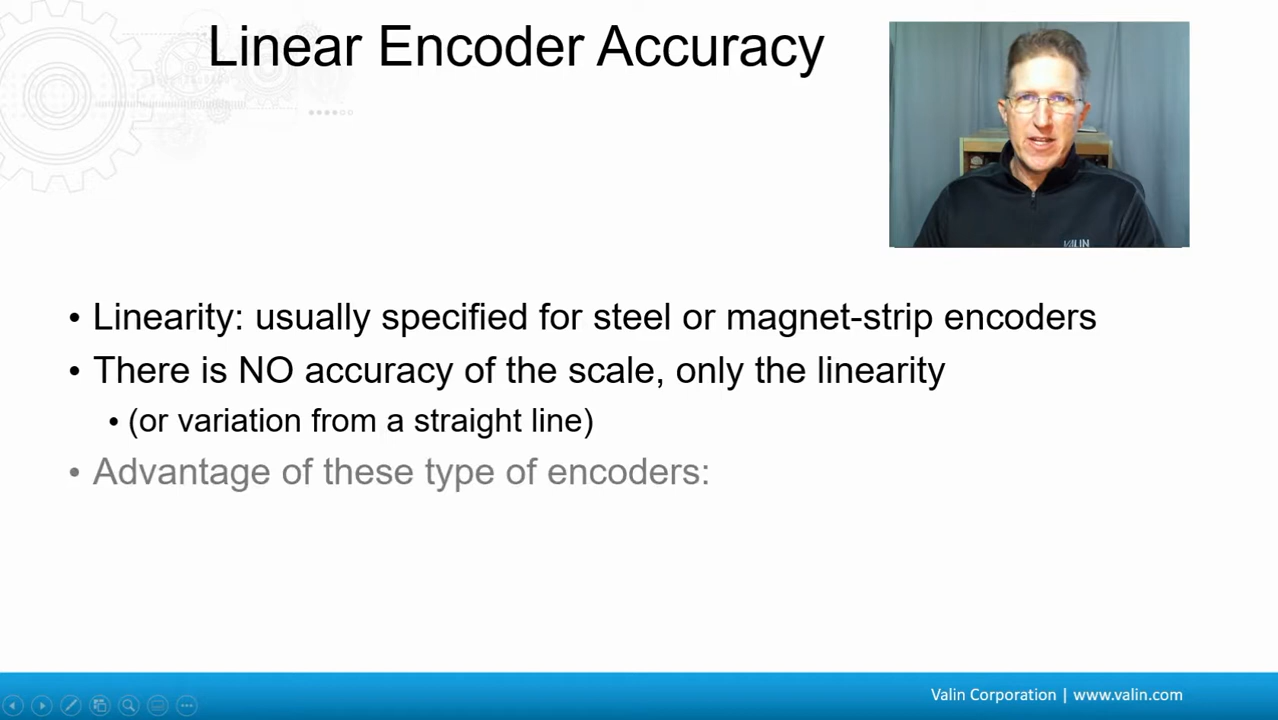 Linear Encoder Accuracy
VALIN
• Linearity: usually specified for steel or magnet-strip encoders
• There is NO accuracy of the scale, only the linearity
• (or variation from a straight line)
• Advantage of these type of encoders:
Valin Corporation | www.valin.com